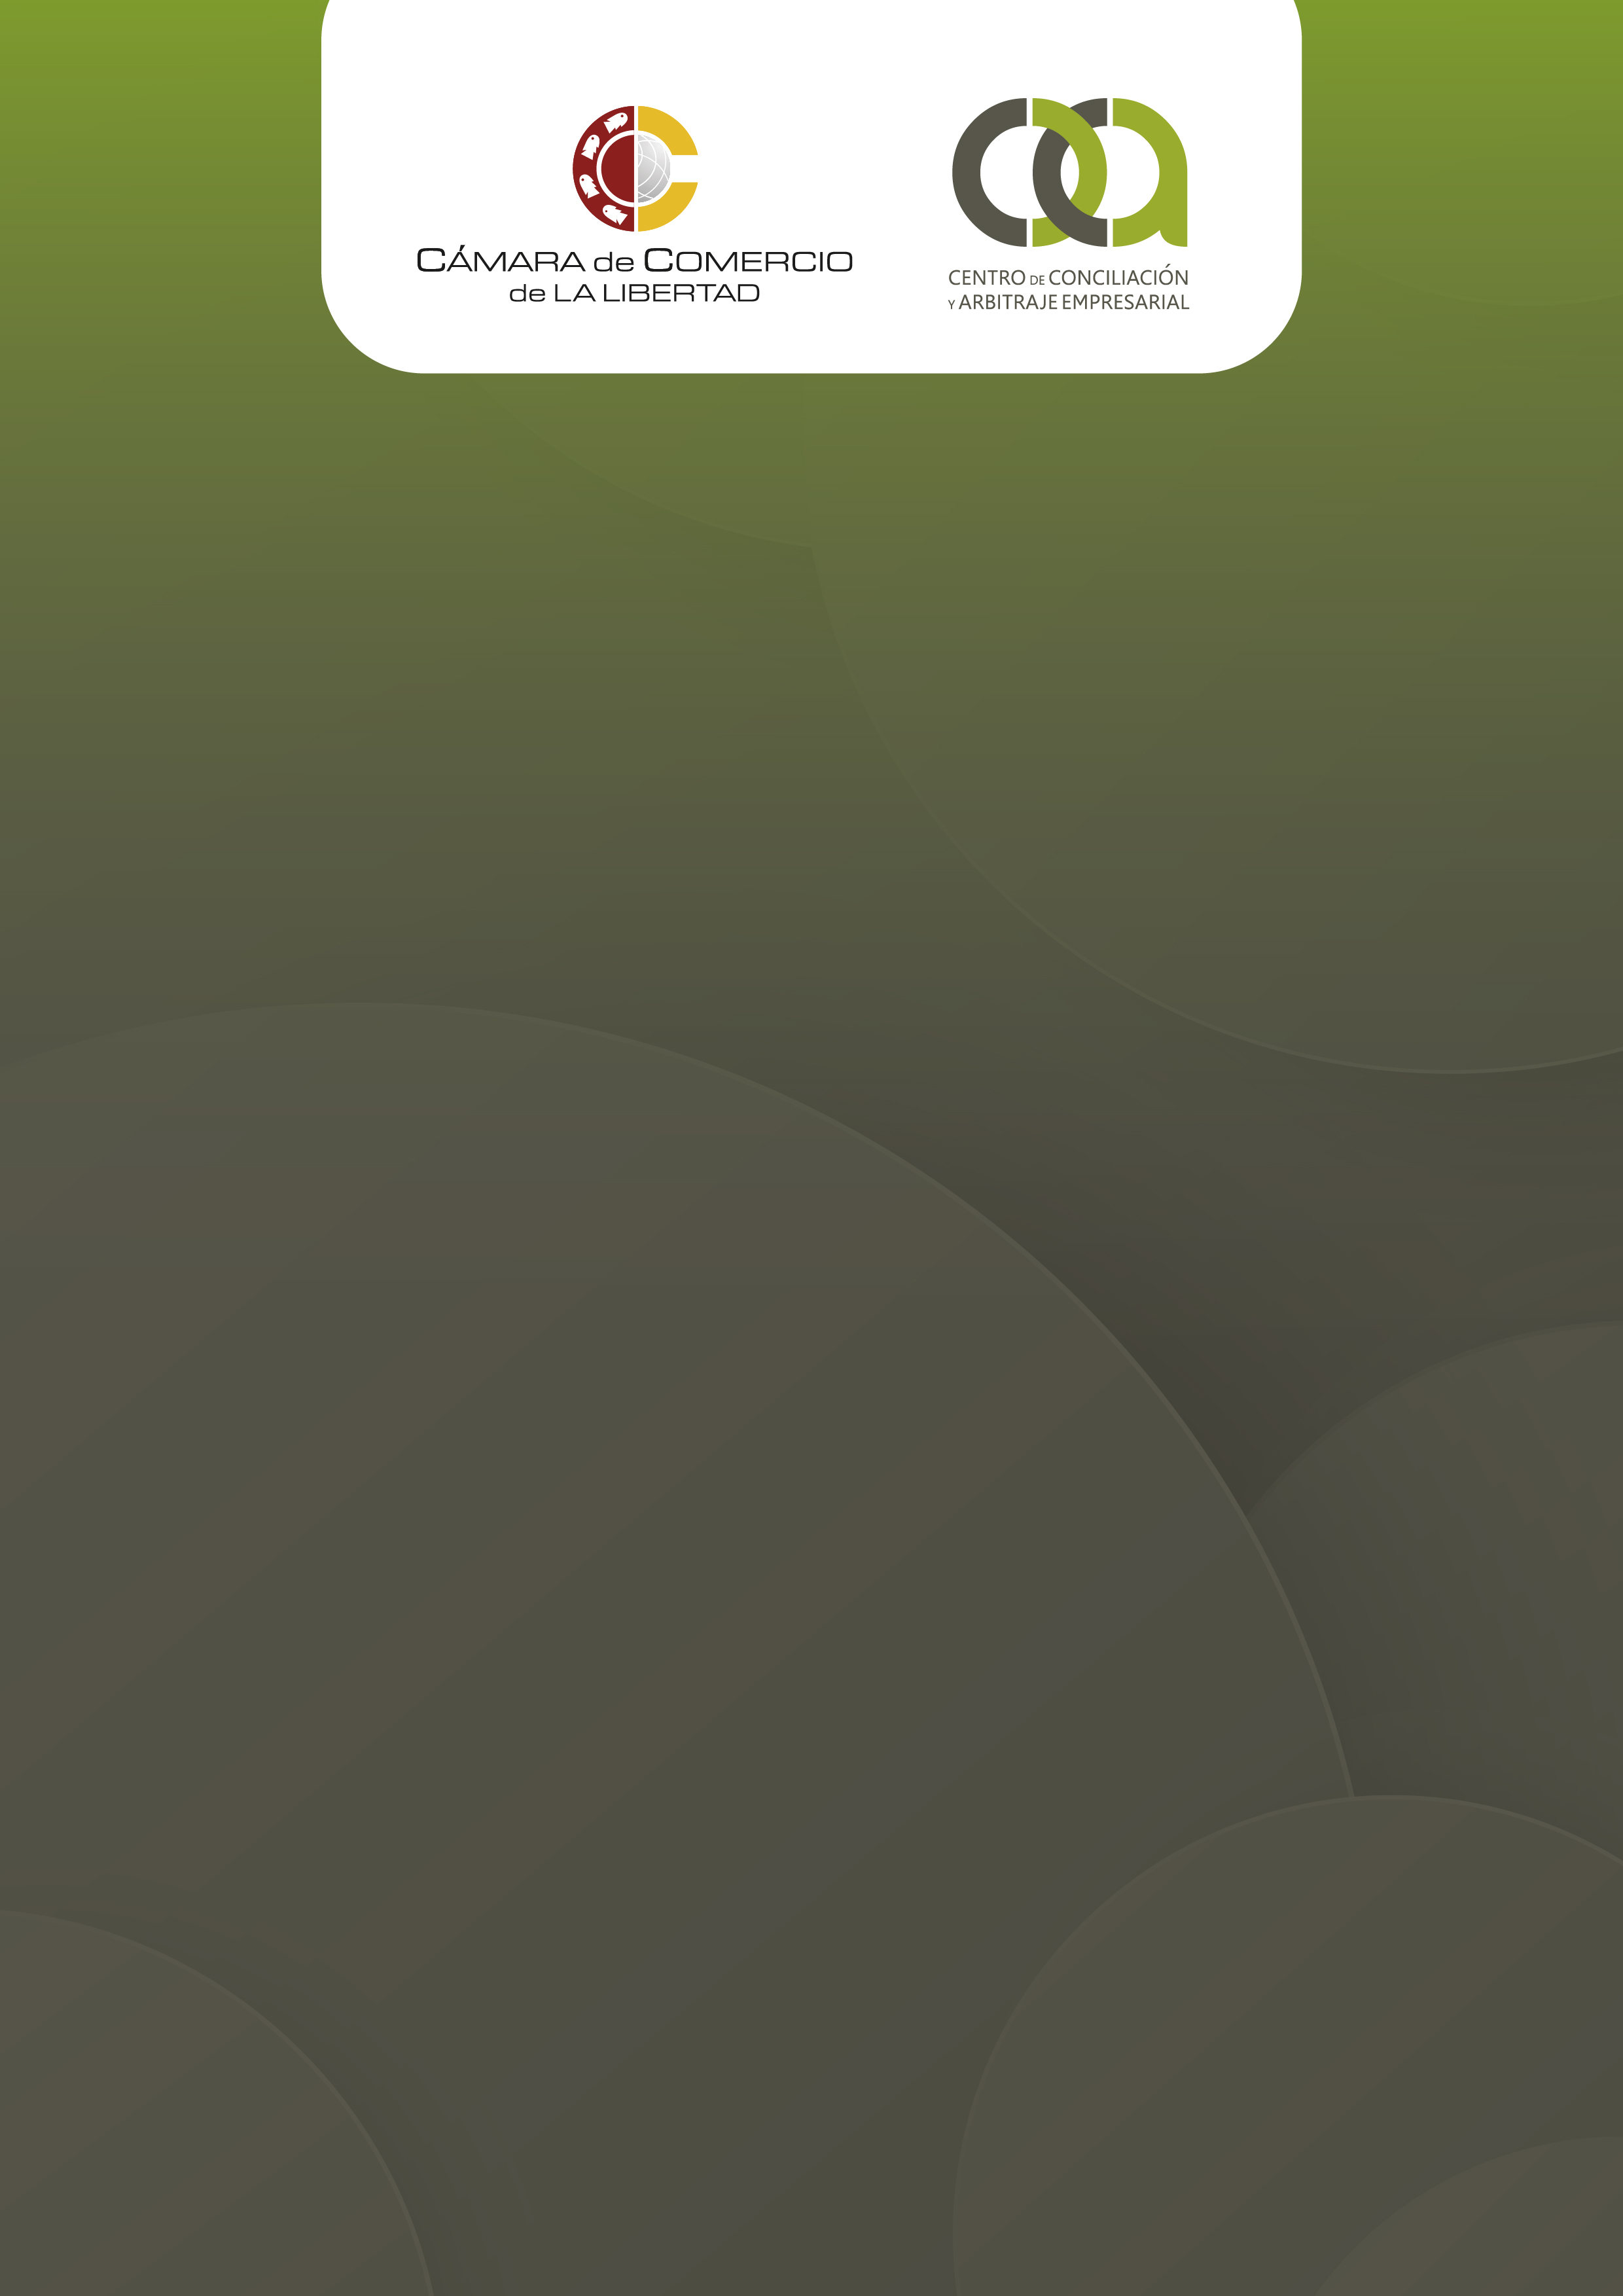 CÁMARA de COMERCIO
de LA LIBERTAD
CENTRO DE CONCILIACIÓN
Y ARBITRAJE EMPRESARIAL